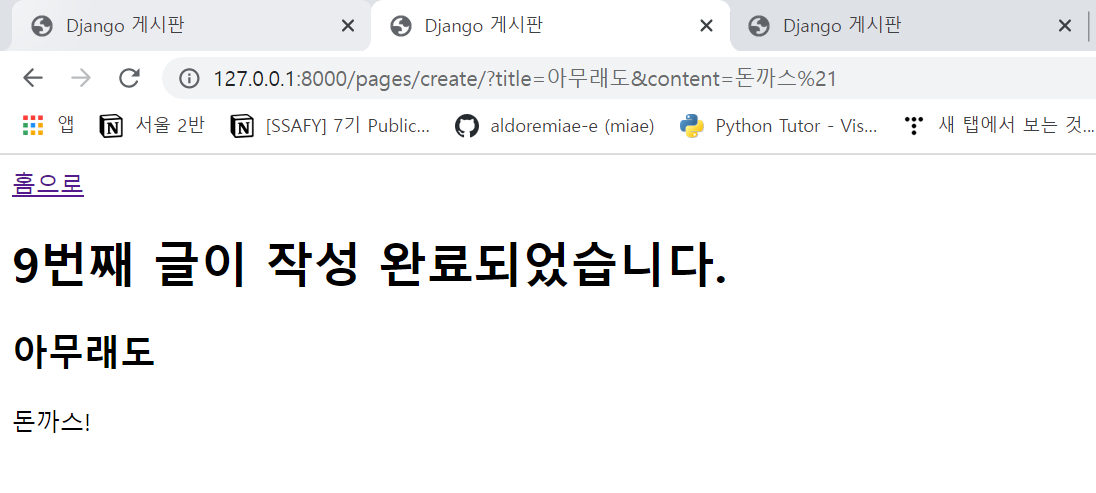 Django 게시판 Django 게시판 Django 게시판
127.0.0.1:8000/pages/create/?title=아무래도&content=돈까스%21
앱 서울 2반 [SSAFY] 7기 Public... aldoremiae-e (miae) Python Tutor - Vis... 새 탭에서 보는 것...
홈으로
9번째 글이 작성 완료되었습니다.
아무래도
돈까스!